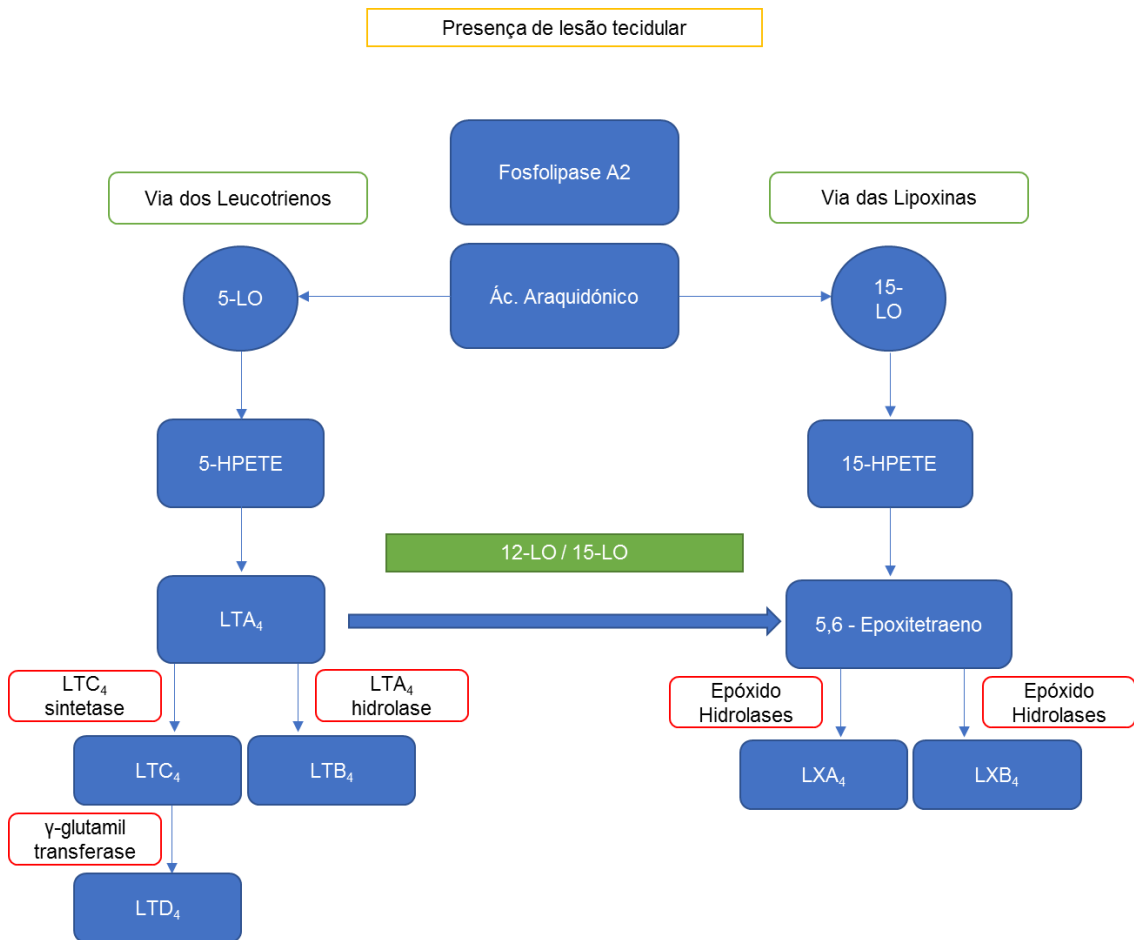 Presença de lesão tecidular
Fosfolipase A2
Via dos Leucotrienos
Via das Lipoxinas
5-LO
Ác. Araquidónico
15-
LO
5-HPETE
15-HPETE
12-LO / 15-LO
LTA₄
5,6 - Epoxitetraeno
LTC₄
sintetase
LTA₄
hidrolase
Epóxido
Hidrolases
Epóxido
Hidrolases
LTC₄
LTB₄
LXA₄
LXB₄
γ-glutamil
transferase
LTD₄